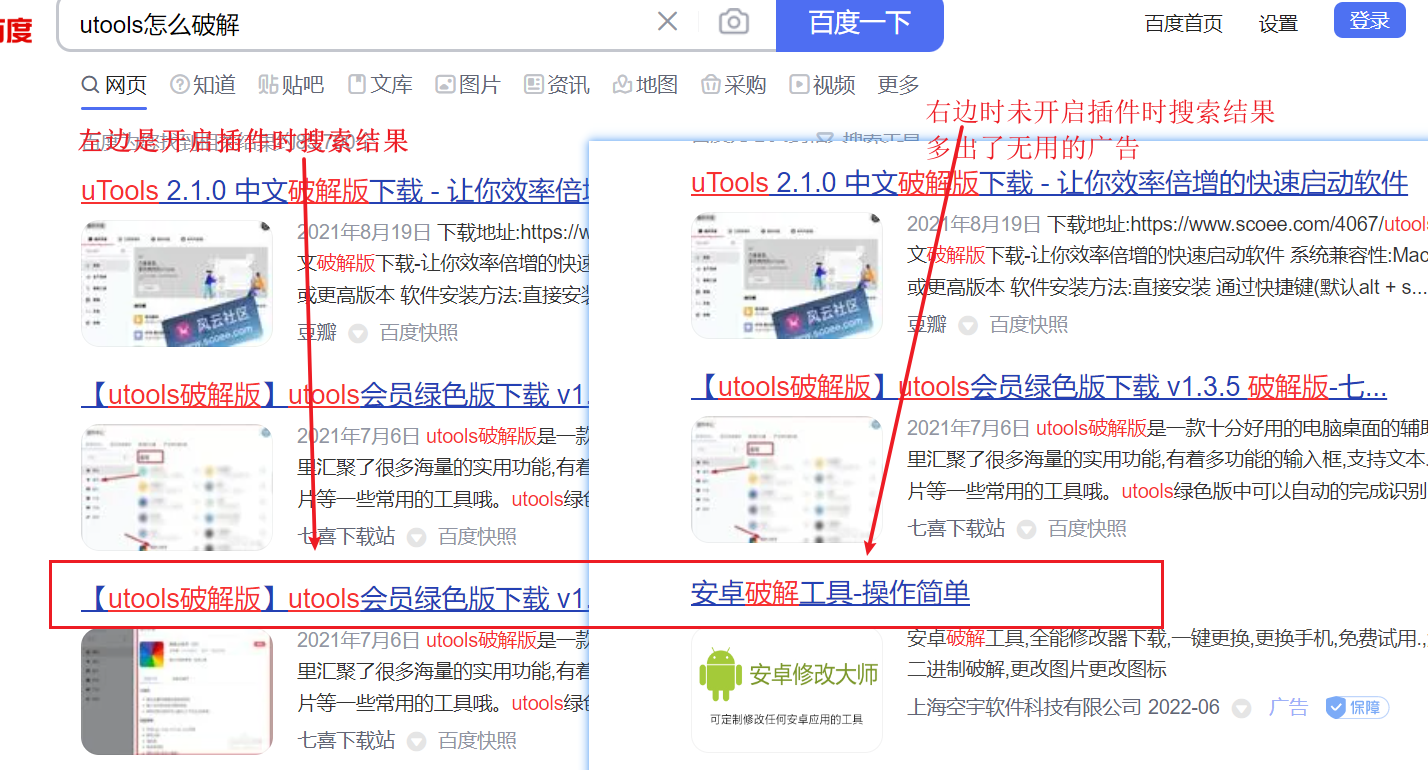 百度
utools怎么破解
百度一下
百度首页 设置 登录
网页 知道 贴吧 文库 图片 资讯 地图 采购 视频 更多
左边是开启插件时搜索结果
右边时未开启插件时搜索结果
多出了无用的广告
搜索工具
uTools 2.1.0 中文破解版下载 - 让你效率倍增
2021年8月19日 下载地址:https://w
文破解版下载-让你效率倍增的快速
或更高版本 软件安装方法:直接安装
豆瓣 百度快照
风云社区
www.scoee.com
【utools破解版】utools会员绿色版下载 v1.
2021年7月6日 utools破解版是一款
里汇聚了很多海量的实用功能,有着
片等一些常用的工具哦。utools绿色
七喜下载站 百度快照
【utools破解版】utools会员绿色版下载 v1.
2021年7月6日 utools破解版是一款
里汇聚了很多海量的实用功能,有着
片等一些常用的工具哦。utools绿色
七喜下载站 百度快照
uTools 2.1.0 中文破解版下载 - 让你效率倍增的快速启动软件
2021年8月19日 下载地址:https://www.scoee.com/4067/utools
文破解版下载-让你效率倍增的快速启动软件 系统兼容性:Mac
或更高版本 软件安装方法:直接安装 通过快捷键(默认alt + s...
豆瓣 百度快照
风云社区
www.scoee.com
【utools破解版】utools会员绿色版下载 v1.3.5 破解版-七...
2021年7月6日 utools破解版是一款十分好用的电脑桌面的辅助
里汇聚了很多海量的实用功能,有着多功能的输入框,支持文本.
片等一些常用的工具哦。utools绿色版中可以自动的完成识别
七喜下载站 百度快照
安卓破解工具-操作简单
安卓修改大师
可定制修改任何安卓应用的工具
安卓破解工具,全能修改器下载,一键更换,更换手机,免费试用.,
二进制破解,更改图片更改图标
上海空宇软件科技有限公司 2022-06 广告 保障